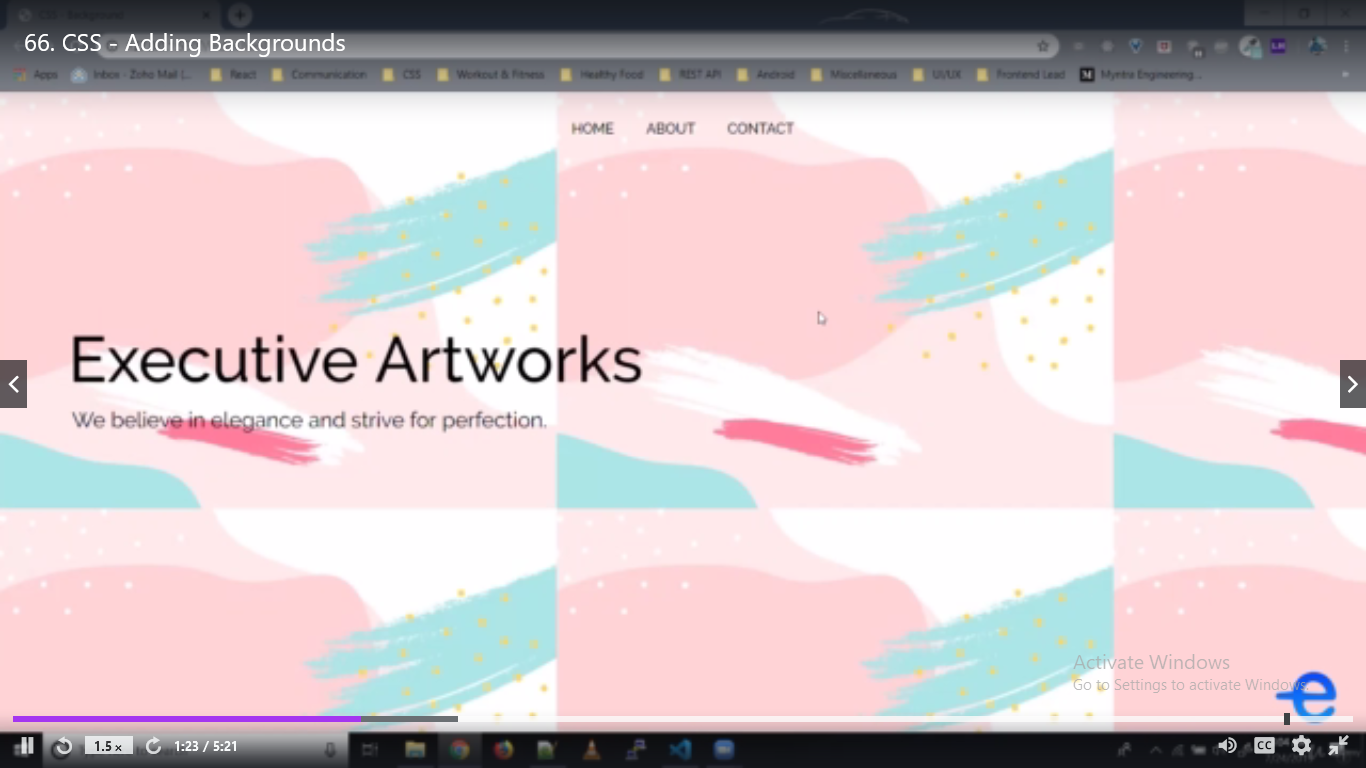 CSS - Background
66. CSS - Adding Backgrounds
Apps Inbox - Zoho Mail (... React Communication CSS Workout & Fitness Healthy Food REST API Android Miscellaneous UI/UX Frontend Lead M Myntra Engineering...
HOME ABOUT CONTACT
Executive Artworks
We believe in elegance and strive for perfection.
Activate Windows
Go to Settings to activate Windows.
e
1.5 x 1:23 / 5:21 CC